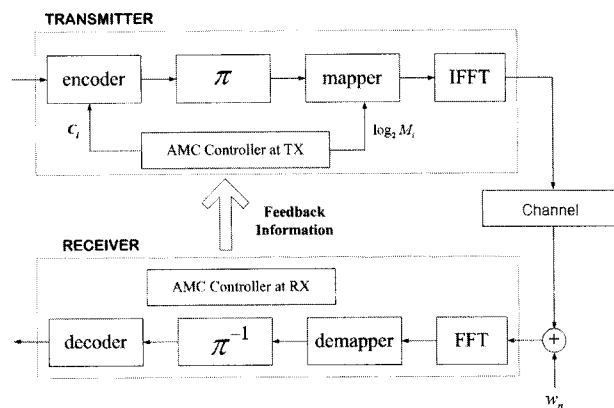 TRANSMITTER
encoder
π
mapper
IFFT
C_i
log₂ M_i
AMC Controller at TX
Feedback
Information
Channel
RECEIVER
AMC Controller at RX
decoder
π⁻¹
demapper
FFT
+
w_n